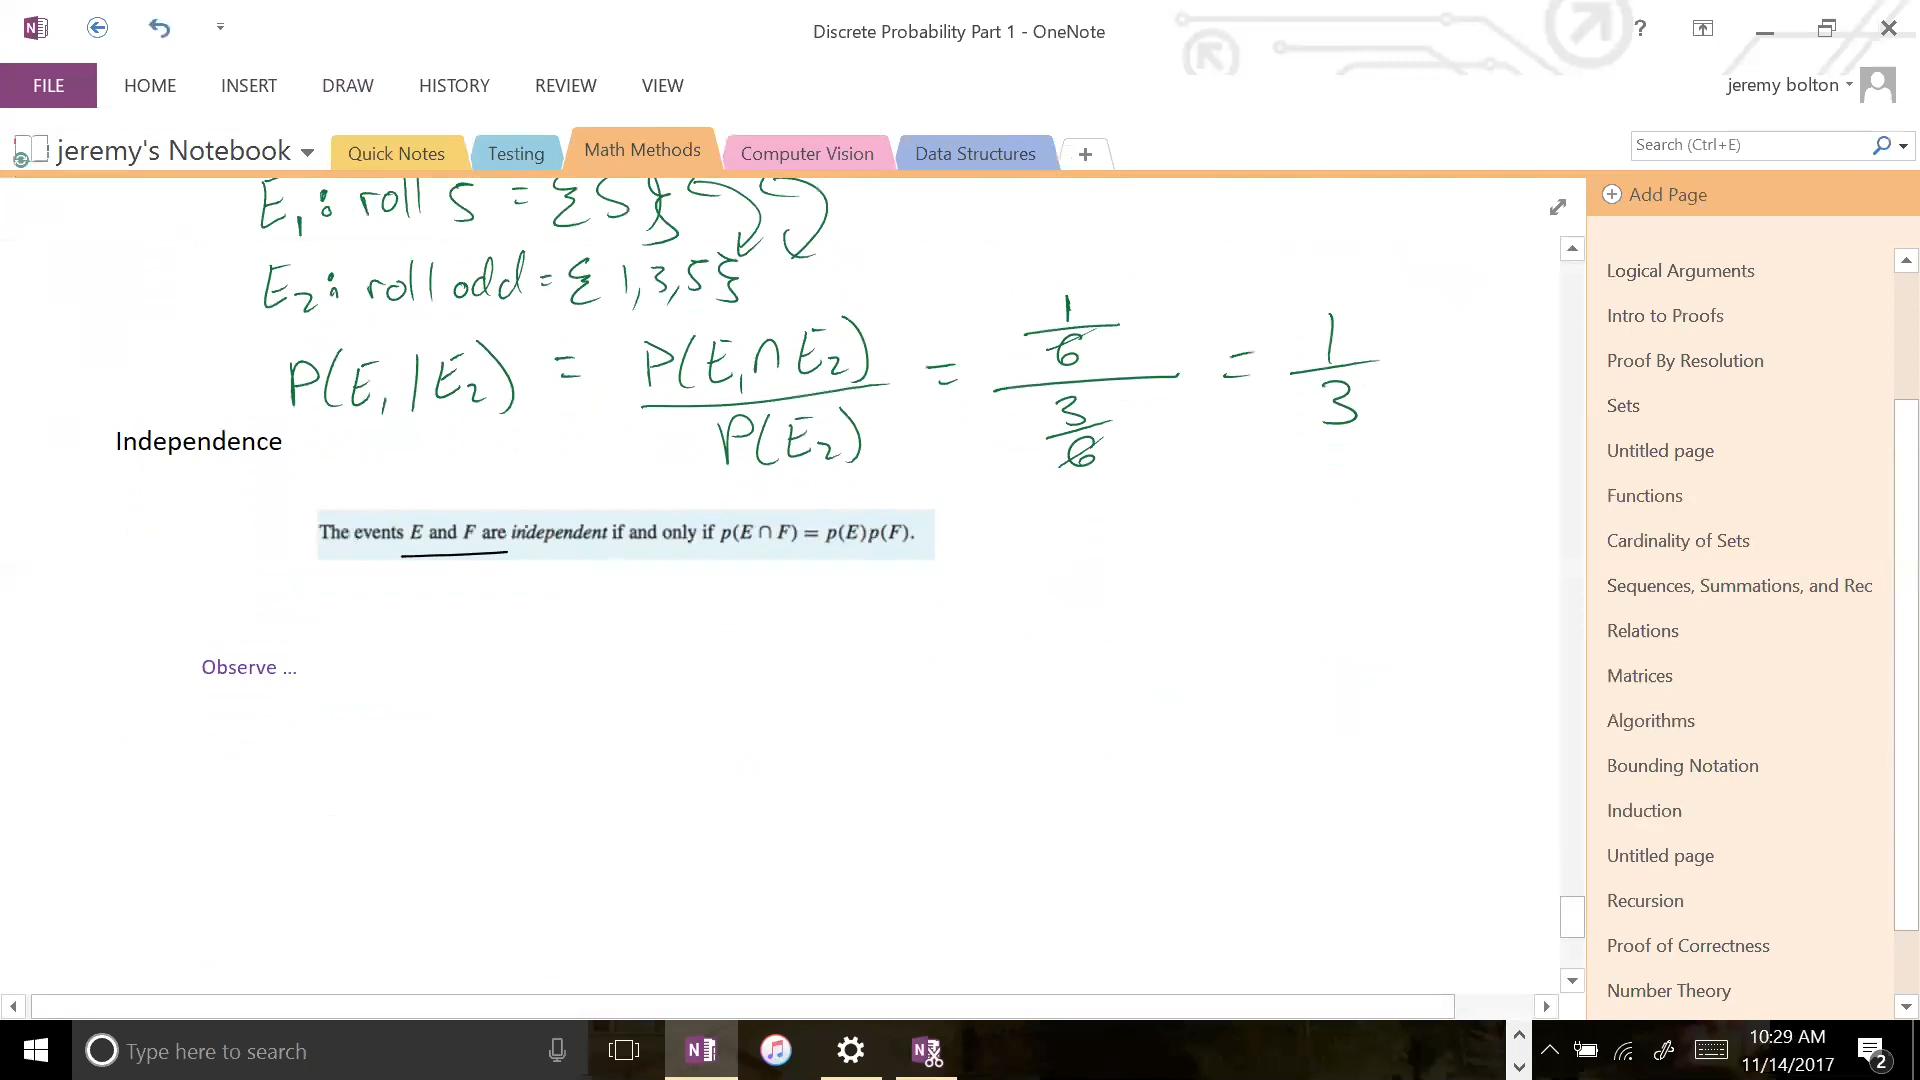 Discrete Probability Part 1 - OneNote
?
FILE HOME INSERT DRAW HISTORY REVIEW VIEW
jeremy bolton
jeremy's Notebook Quick Notes Testing Math Methods Computer Vision Data Structures +
Search (Ctrl+E)
Add Page
E₁: roll 5 = {5}
E₂: roll odd = {1,3,5}
P(E₁|E₂) = P(E₁∩E₂) / P(E₂) = (1/6) / (3/6) = 1/3
Independence
The events E and F are independent if and only if p(E ∩ F) = p(E)p(F).
Observe ...
Logical Arguments
Intro to Proofs
Proof By Resolution
Sets
Untitled page
Functions
Cardinality of Sets
Sequences, Summations, and Rec
Relations
Matrices
Algorithms
Bounding Notation
Induction
Untitled page
Recursion
Proof of Correctness
Number Theory
Type here to search
10:29 AM
11/14/2017
2